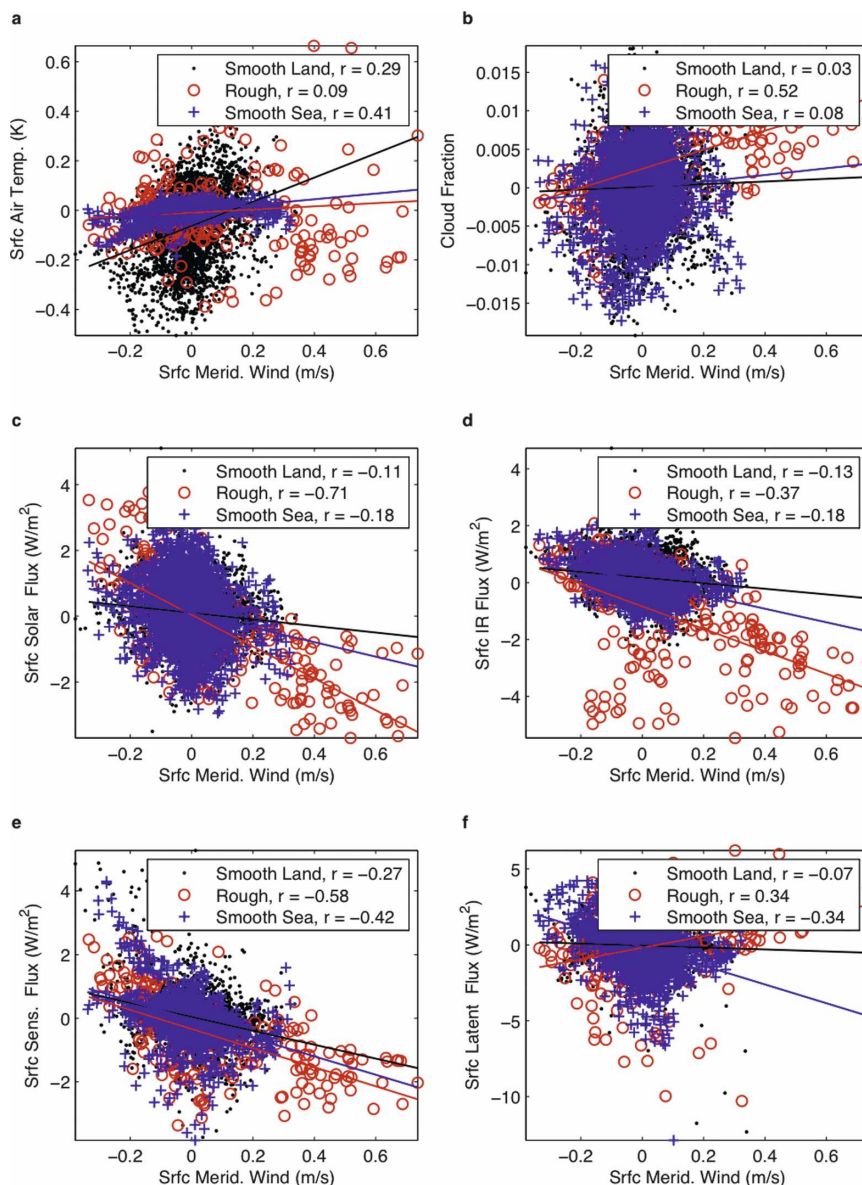 a
0.6
0.4
0.2
0
−0.2
−0.4
Srfc Air Temp. (K)
Smooth Land, r = 0.29
Rough, r = 0.09
Smooth Sea, r = 0.41
−0.2 0 0.2 0.4 0.6
Srfc Merid. Wind (m/s)
b
0.015
0.01
0.005
0
−0.005
−0.01
−0.015
Cloud Fraction
Smooth Land, r = 0.03
Rough, r = 0.52
Smooth Sea, r = 0.08
−0.2 0 0.2 0.4 0.6
Srfc Merid. Wind (m/s)
c
4
2
0
−2
Srfc Solar Flux (W/m²)
Smooth Land, r = −0.11
Rough, r = −0.71
Smooth Sea, r = −0.18
−0.2 0 0.2 0.4 0.6
Srfc Merid. Wind (m/s)
d
4
2
0
−2
−4
Srfc IR Flux (W/m²)
Smooth Land, r = −0.13
Rough, r = −0.37
Smooth Sea, r = −0.18
−0.2 0 0.2 0.4 0.6
Srfc Merid. Wind (m/s)
e
4
2
0
−2
Srfc Sens. Flux (W/m²)
Smooth Land, r = −0.27
Rough, r = −0.58
Smooth Sea, r = −0.42
−0.2 0 0.2 0.4 0.6
Srfc Merid. Wind (m/s)
f
5
0
−5
−10
Srfc Latent Flux (W/m²)
Smooth Land, r = −0.07
Rough, r = 0.34
Smooth Sea, r = −0.34
−0.2 0 0.2 0.4 0.6
Srfc Merid. Wind (m/s)